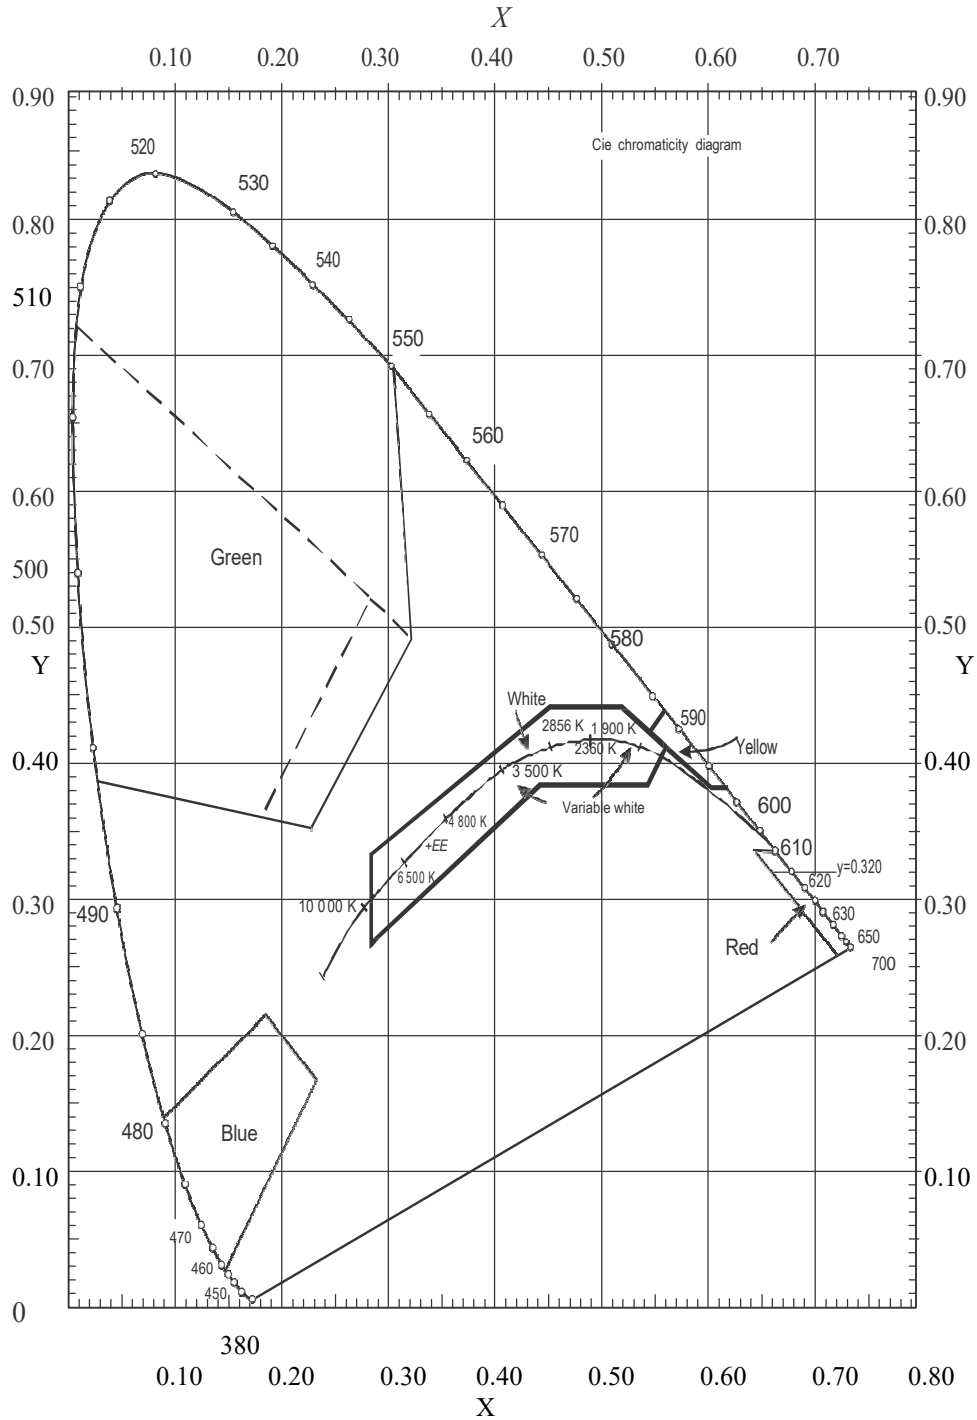 X
0.10 0.20 0.30 0.40 0.50 0.60 0.70
0.90 0.90
520 Cie chromaticity diagram
530
0.80 0.80
540
510
550
0.70 0.70
560
0.60 0.60
570
Green
500
0.50 580 0.50
Y Y
White
2856 K 1 900 K 590
2360 K Yellow
0.40 0.40
3 500 K
Variable white
4 800 K 600
+EE 610
y=0.320
6 500 K 620
10 000 K
0.30 0.30
490 630
Red 650
700
0.20 0.20
480 Blue
0.10 0.10
470
460
450
0 0
380
0.10 0.20 0.30 0.40 0.50 0.60 0.70 0.80
X